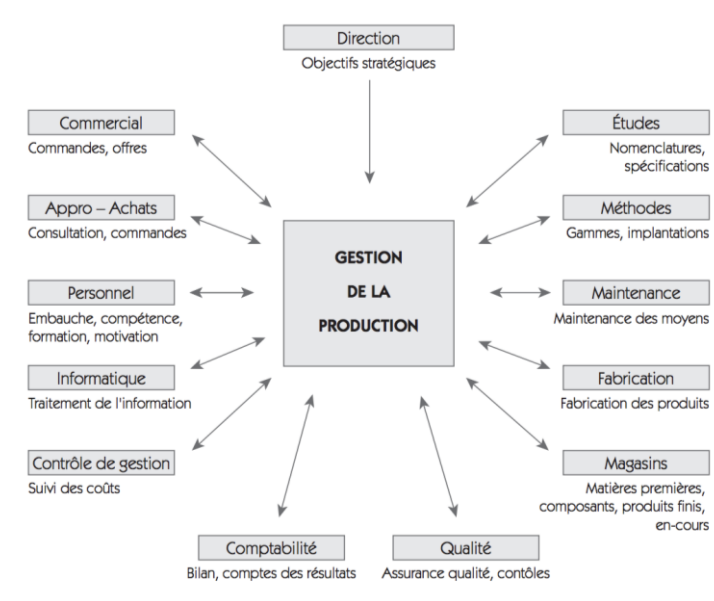 Direction
Objectifs stratégiques
Commercial
Commandes, offres
Appro – Achats
Consultation, commandes
Personnel
Embauche, compétence,
formation, motivation
Informatique
Traitement de l'information
Contrôle de gestion
Suivi des coûts
GESTION
DE LA
PRODUCTION
Études
Nomenclatures,
spécifications
Méthodes
Gammes, implantations
Maintenance
Maintenance des moyens
Fabrication
Fabrication des produits
Magasins
Matières premières,
composants, produits finis,
en-cours
Comptabilité
Bilan, comptes des résultats
Qualité
Assurance qualité, contôles